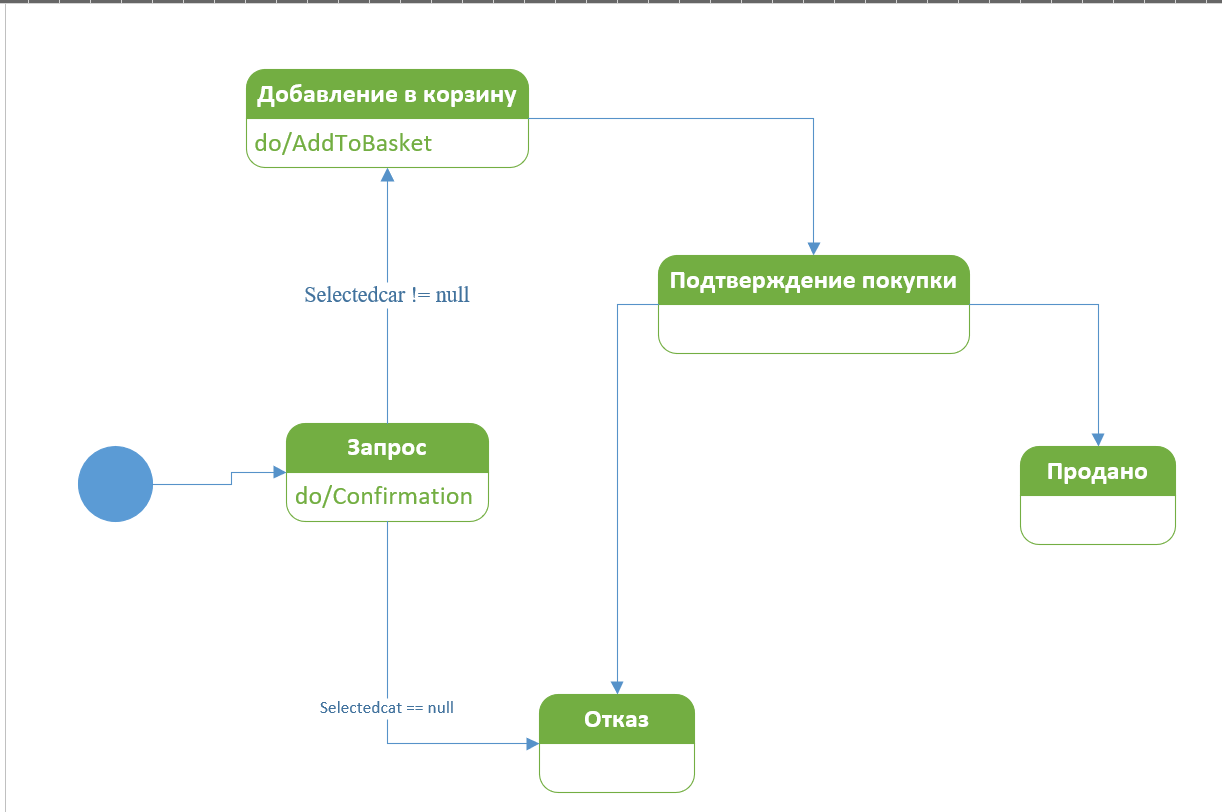 Добавление в корзину
do/AddToBasket
Подтверждение покупки
Selectedcar != null
Запрос
do/Confirmation
Продано
Selectedcat == null
Отказ